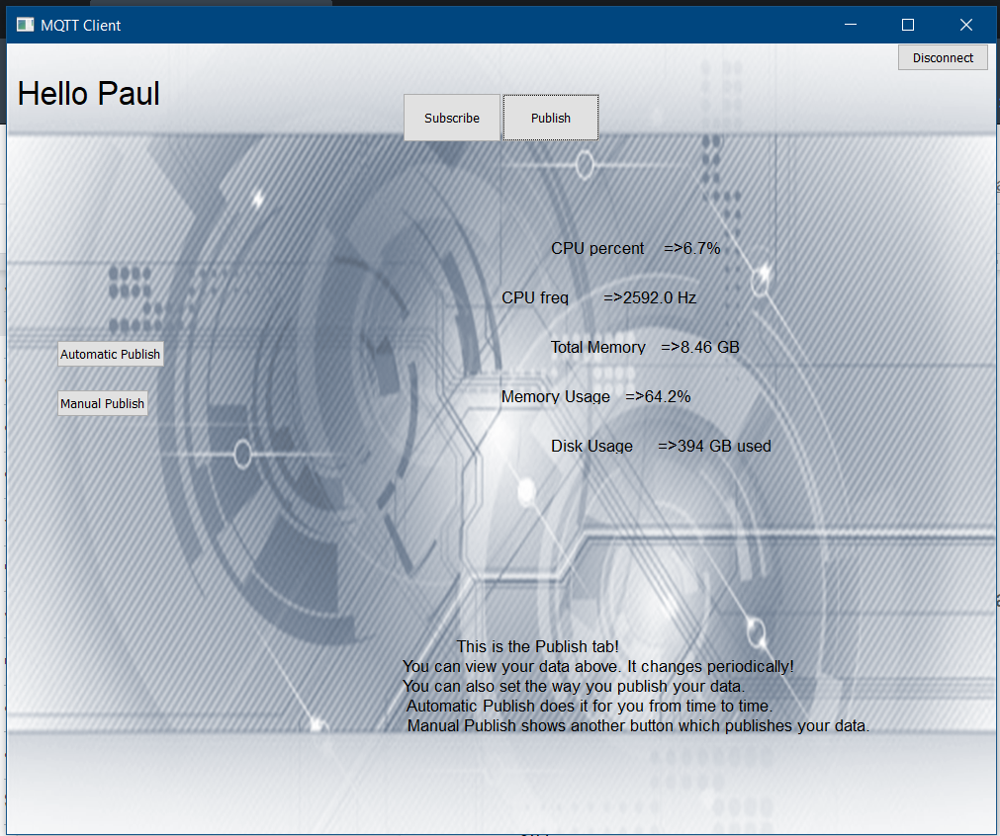 MQTT Client
Disconnect
Hello Paul
Subscribe Publish
CPU percent =>6.7%
CPU freq =>2592.0 Hz
Total Memory =>8.46 GB
Automatic Publish
Memory Usage =>64.2%
Manual Publish
Disk Usage =>394 GB used
This is the Publish tab!
You can view your data above. It changes periodically!
You can also set the way you publish your data.
Automatic Publish does it for you from time to time.
Manual Publish shows another button which publishes your data.